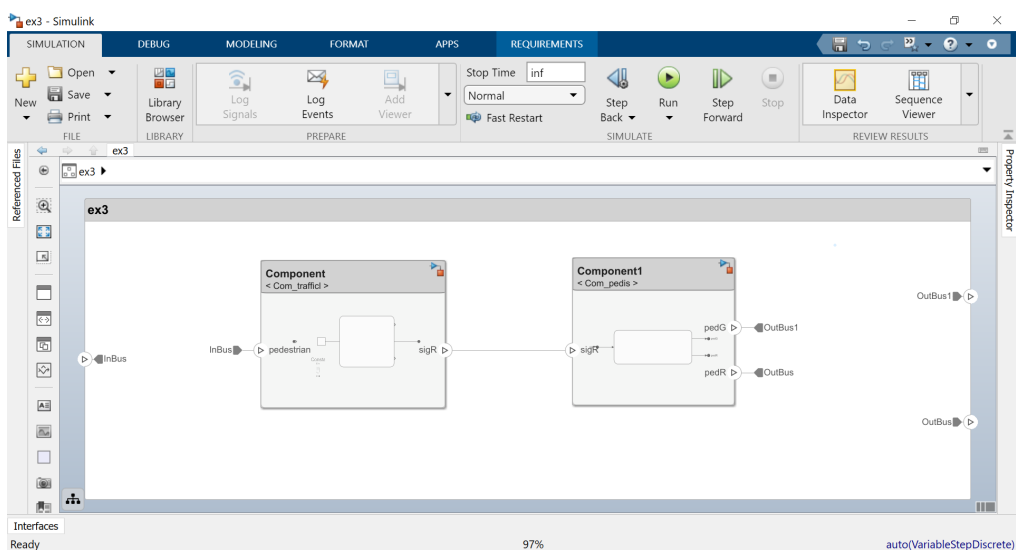 ex3 - Simulink
SIMULATION DEBUG MODELING FORMAT APPS REQUIREMENTS
New
Open
Save
Print
FILE
Library Browser
LIBRARY
Log Signals
Log Events
Add Viewer
PREPARE
Stop Time inf
Normal
Fast Restart
Step Back
Run
Step Forward
Stop
SIMULATE
Data Inspector
Sequence Viewer
REVIEW RESULTS
Referenced Files
Property Inspector
ex3
ex3
ex3
Component
< Com_trafficl >
Component1
< Com_pedis >
OutBus1
pedG OutBus1
InBus
InBus pedestrian sigR
sigR
pedR OutBus
OutBus
Interfaces
Ready 97% auto(VariableStepDiscrete)